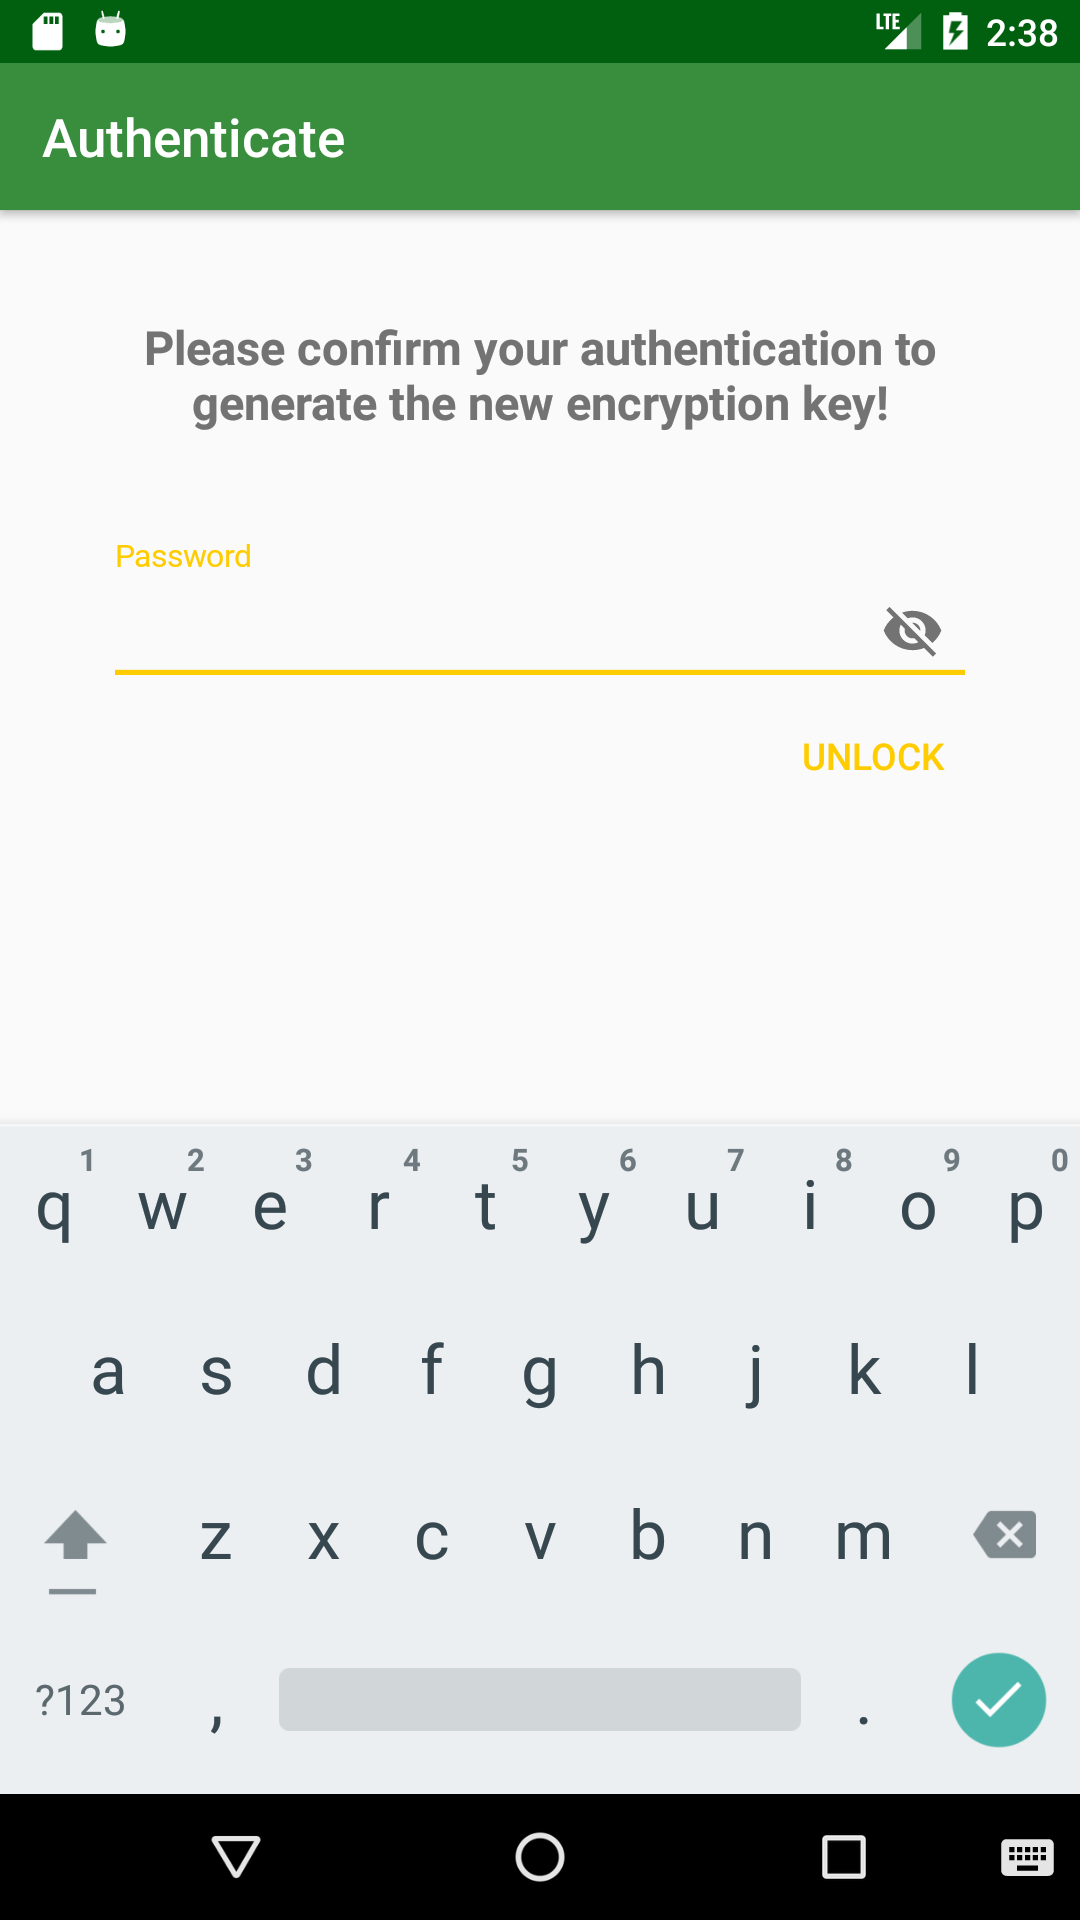 LTE 2:38
Authenticate
Please confirm your authentication to
generate the new encryption key!
Password
UNLOCK
1 2 3 4 5 6 7 8 9 0
q w e r t y u i o p
a s d f g h j k l
z x c v b n m
?123 , .